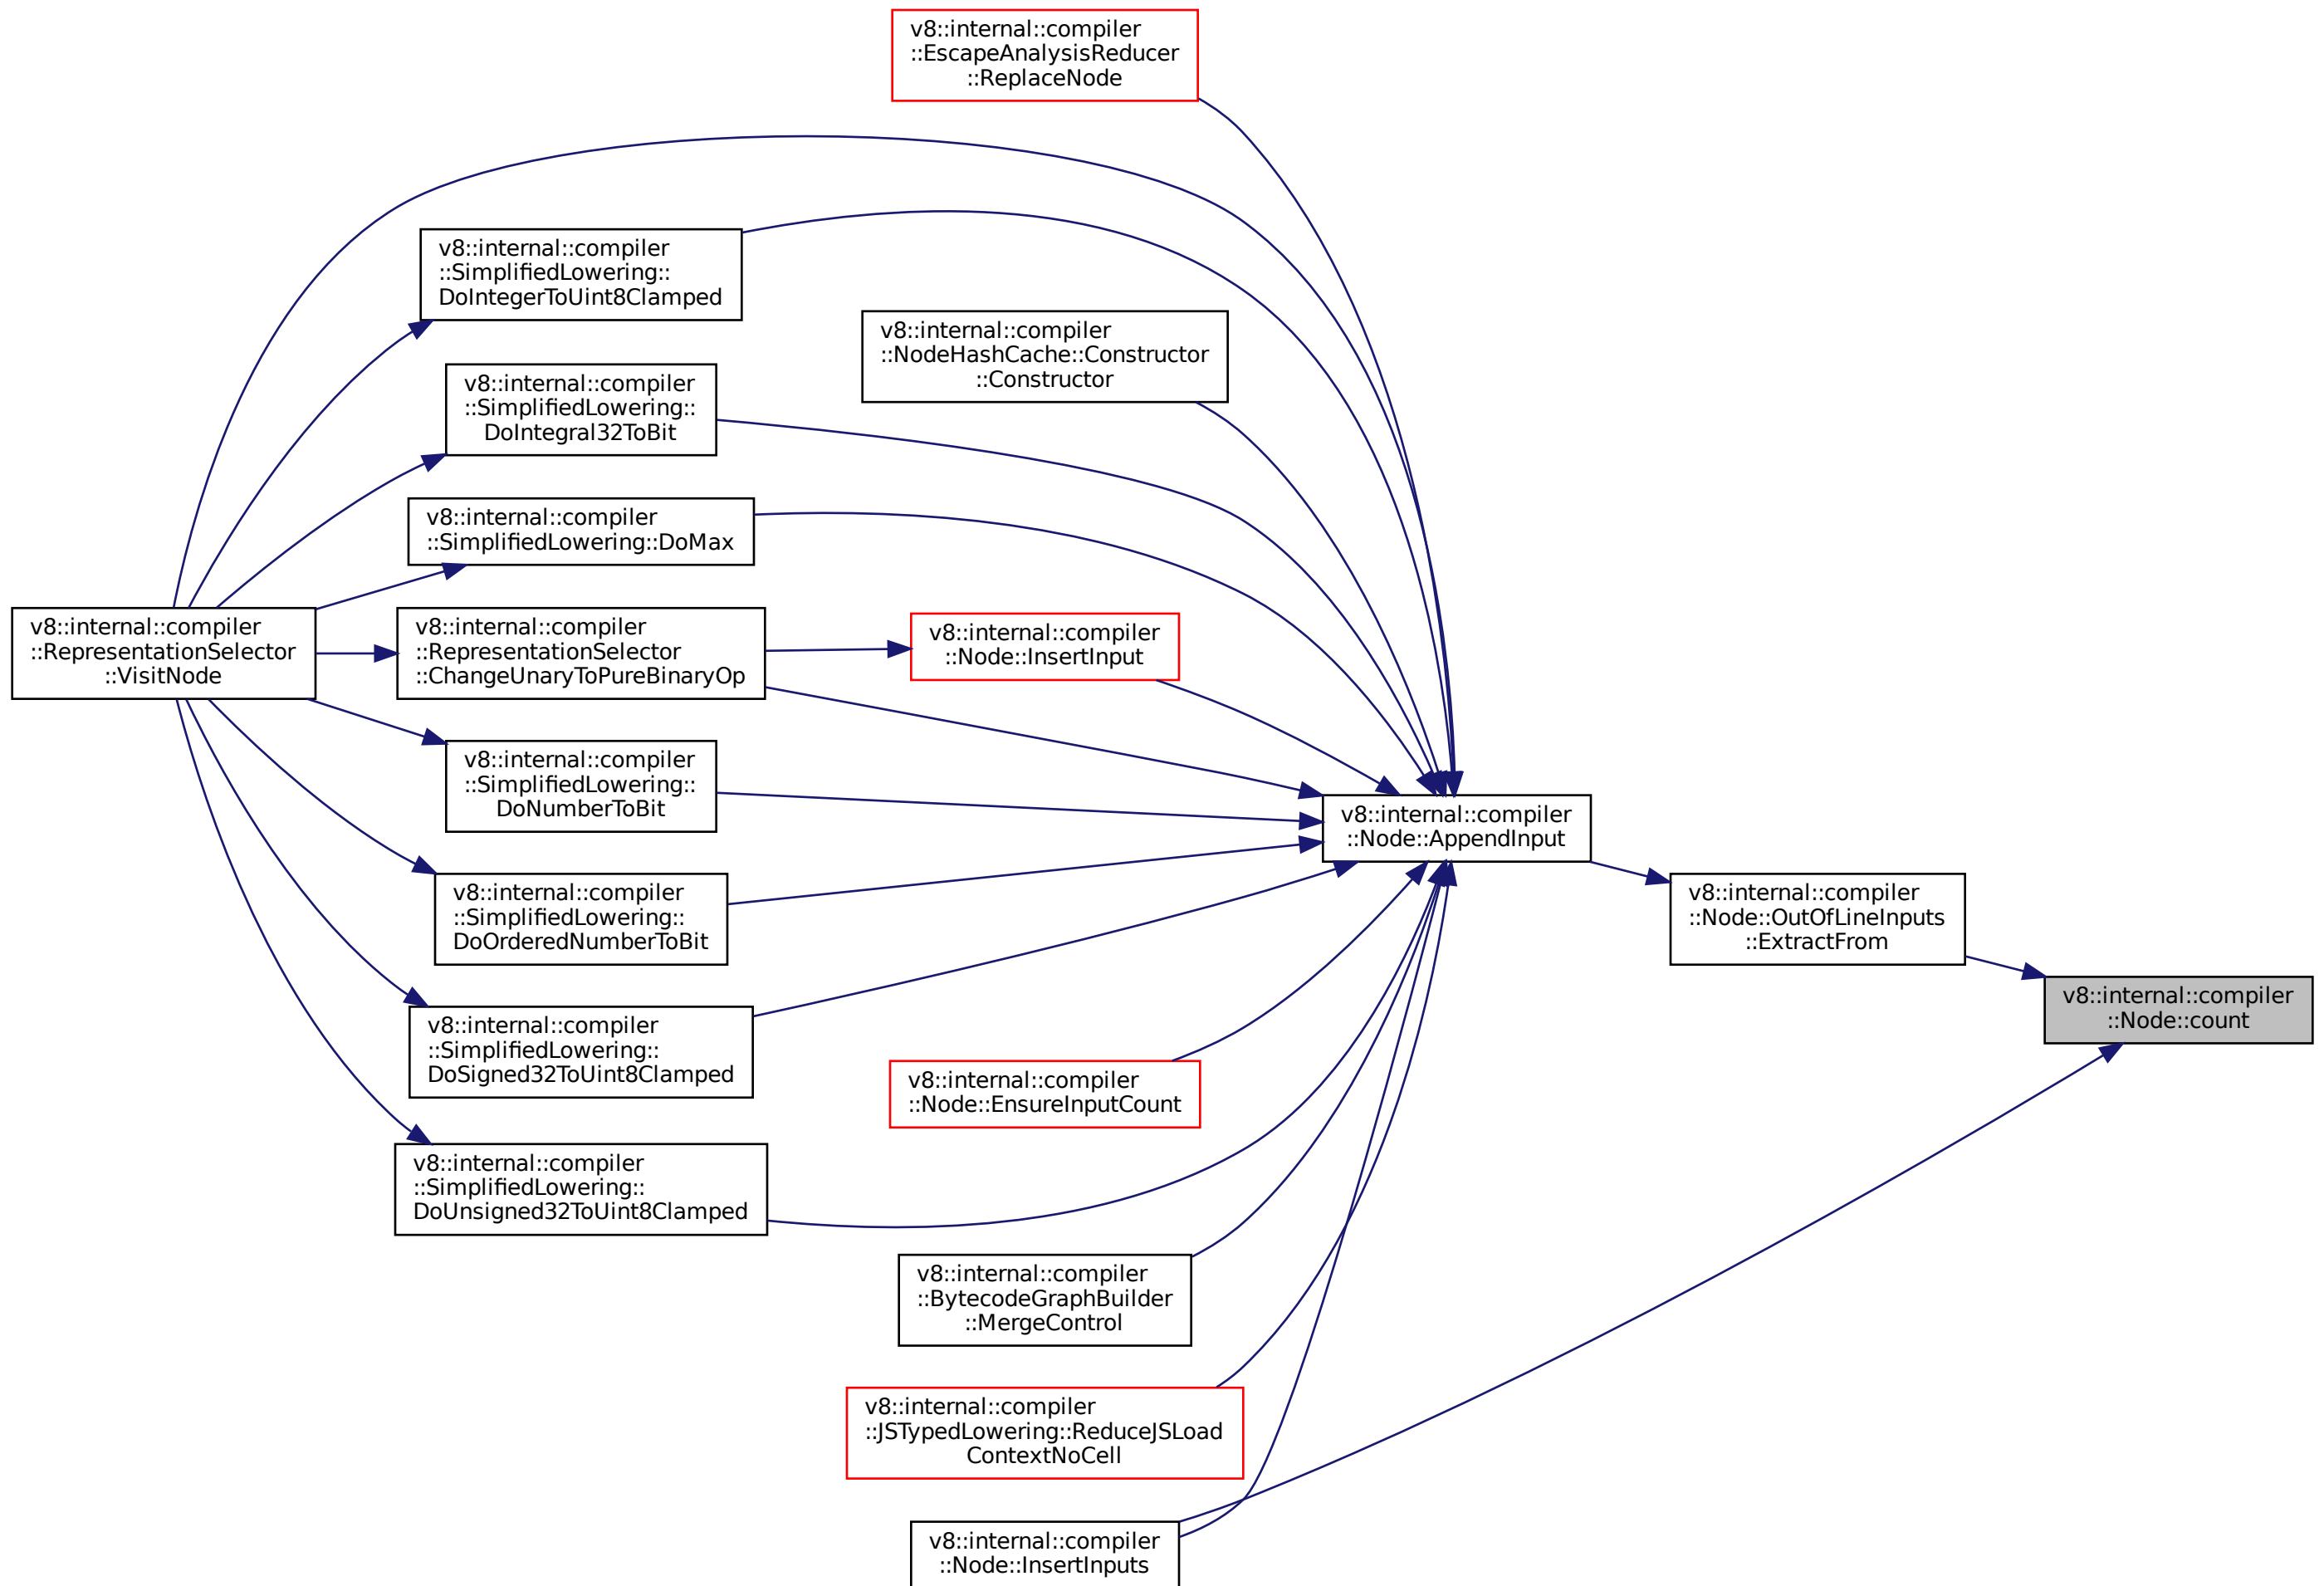 v8::internal::compiler
::EscapeAnalysisReducer
::ReplaceNode
v8::internal::compiler
::SimplifiedLowering::
DoIntegerToUint8Clamped
v8::internal::compiler
::NodeHashCache::Constructor
::Constructor
v8::internal::compiler
::SimplifiedLowering::
DoIntegral32ToBit
v8::internal::compiler
::SimplifiedLowering::DoMax
v8::internal::compiler
::RepresentationSelector
::VisitNode
v8::internal::compiler
::RepresentationSelector
::ChangeUnaryToPureBinaryOp
v8::internal::compiler
::Node::InsertInput
v8::internal::compiler
::SimplifiedLowering::
DoNumberToBit
v8::internal::compiler
::Node::AppendInput
v8::internal::compiler
::SimplifiedLowering::
DoOrderedNumberToBit
v8::internal::compiler
::Node::OutOfLineInputs
::ExtractFrom
v8::internal::compiler
::Node::count
v8::internal::compiler
::SimplifiedLowering::
DoSigned32ToUint8Clamped
v8::internal::compiler
::Node::EnsureInputCount
v8::internal::compiler
::SimplifiedLowering::
DoUnsigned32ToUint8Clamped
v8::internal::compiler
::BytecodeGraphBuilder
::MergeControl
v8::internal::compiler
::JSTypedLowering::ReduceJSLoad
ContextNoCell
v8::internal::compiler
::Node::InsertInputs